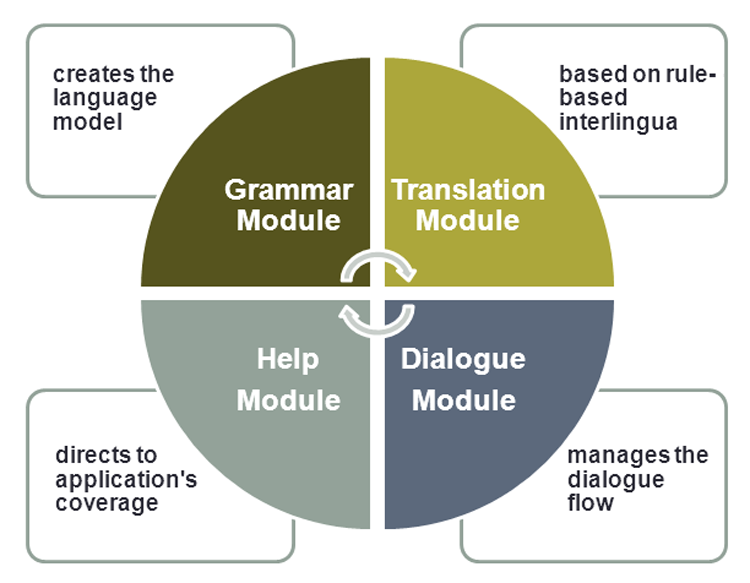 creates the
language
model
based on rule-
based
interlingua
Grammar
Module
Translation
Module
Help
Module
Dialogue
Module
directs to
application's
coverage
manages the
dialogue
flow